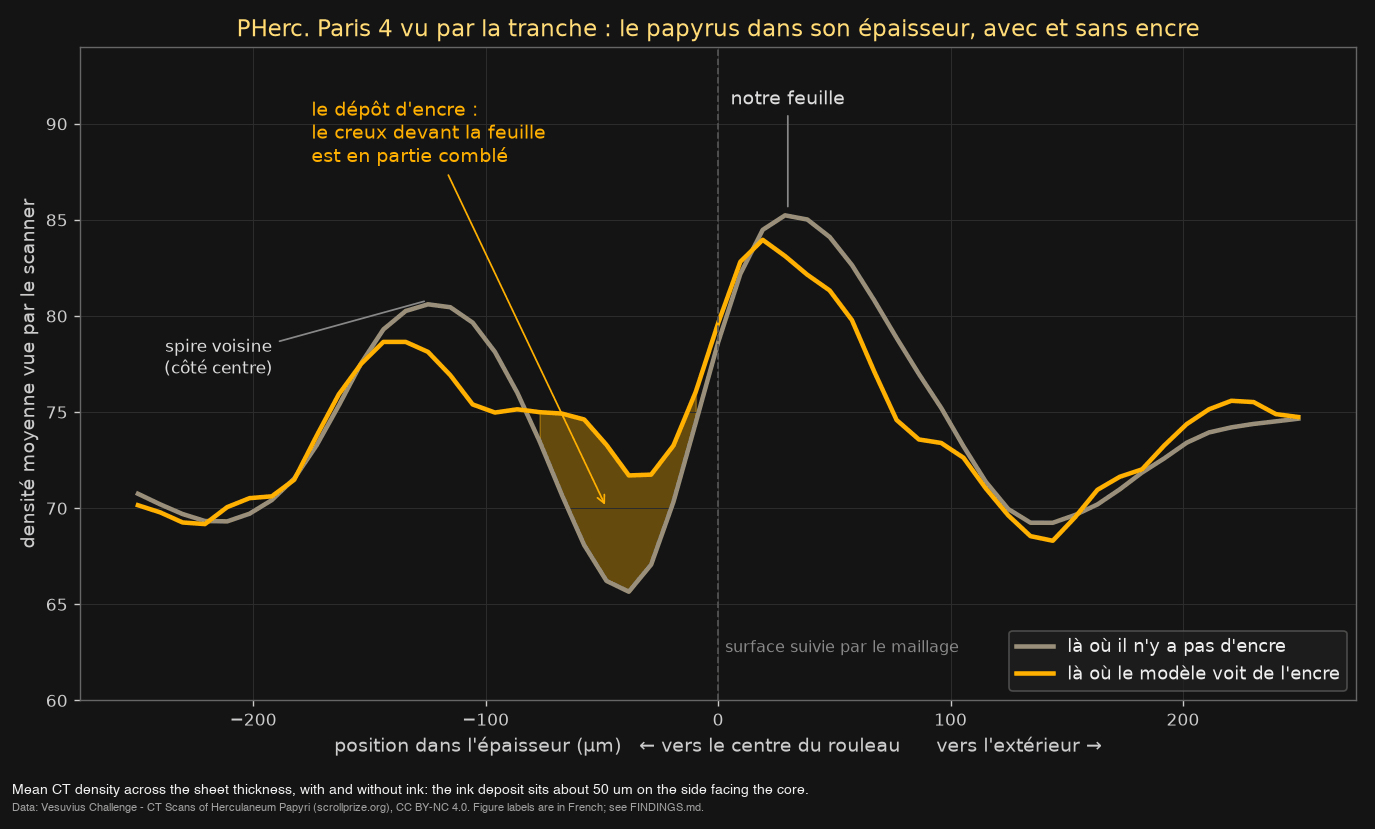 PHerc. Paris 4 vu par la tranche : le papyrus dans son épaisseur, avec et sans encre
le dépôt d'encre :
le creux devant la feuille
est en partie comblé
notre feuille
spire voisine
(côté centre)
surface suivie par le maillage
là où il n'y a pas d'encre
là où le modèle voit de l'encre
densité moyenne vue par le scanner
90
85
80
75
70
65
60
−200
−100
0
100
200
position dans l'épaisseur (µm) ← vers le centre du rouleau vers l'extérieur →
Mean CT density across the sheet thickness, with and without ink: the ink deposit sits about 50 um on the side facing the core.
Data: Vesuvius Challenge - CT Scans of Herculaneum Papyri (scrollprize.org), CC BY-NC 4.0. Figure labels are in French; see FINDINGS.md.